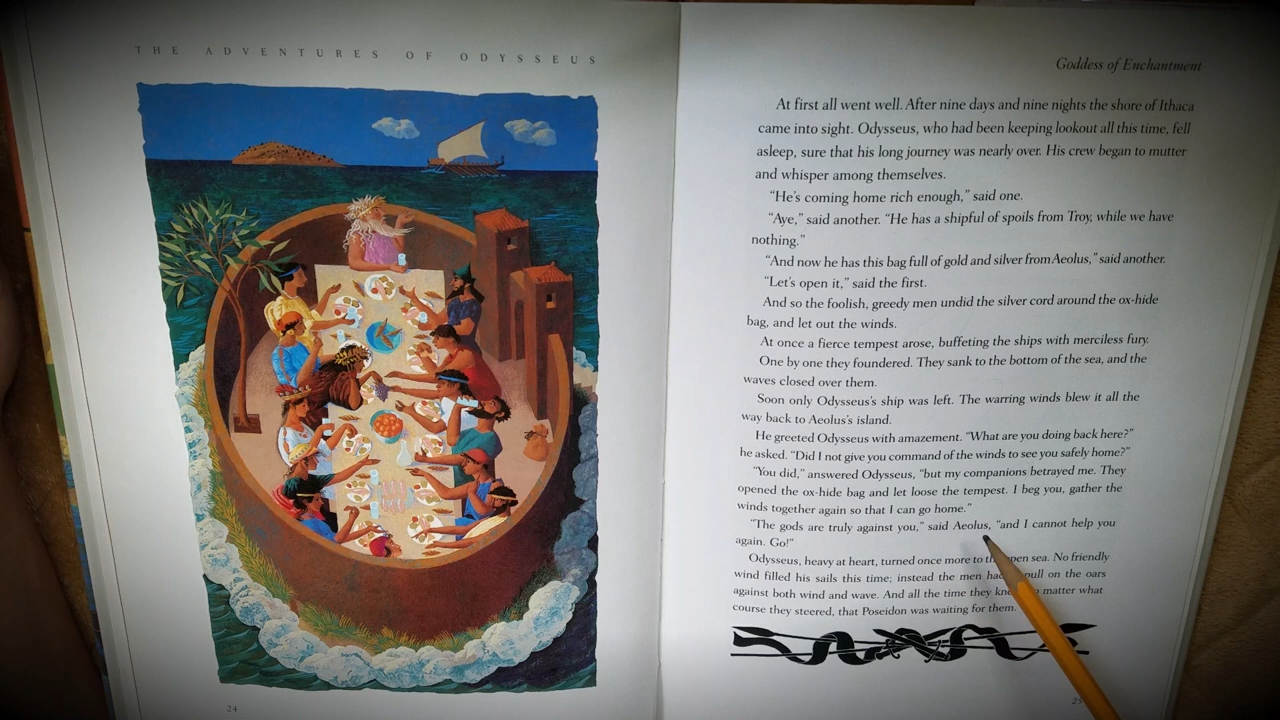 THE ADVENTURES OF ODYSSEUS
24
Goddess of Enchantment
At first all went well. After nine days and nine nights the shore of Ithaca
came into sight. Odysseus, who had been keeping lookout all this time, fell
asleep, sure that his long journey was nearly over. His crew began to mutter
and whisper among themselves.
"He's coming home rich enough," said one.
"Aye," said another. "He has a shipful of spoils from Troy, while we have
nothing."
"And now he has this bag full of gold and silver from Aeolus," said another.
"Let's open it," said the first.
And so the foolish, greedy men undid the silver cord around the ox-hide
bag, and let out the winds.
At once a fierce tempest arose, buffeting the ships with merciless fury.
One by one they foundered. They sank to the bottom of the sea, and the
waves closed over them.
Soon only Odysseus's ship was left. The warring winds blew it all the
way back to Aeolus's island.
He greeted Odysseus with amazement. "What are you doing back here?"
he asked. "Did I not give you command of the winds to see you safely home?"
"You did," answered Odysseus, "but my companions betrayed me. They
opened the ox-hide bag and let loose the tempest. I beg you, gather the
winds together again so that I can go home."
"The gods are truly against you," said Aeolus, "and I cannot help you
again. Go!"
Odysseus, heavy at heart, turned once more to open sea. No friendly
wind filled his sails this time; instead the men pull on the oars
against both wind and wave. And all the time they matter what
course they steered, that Poseidon was waiting for them.